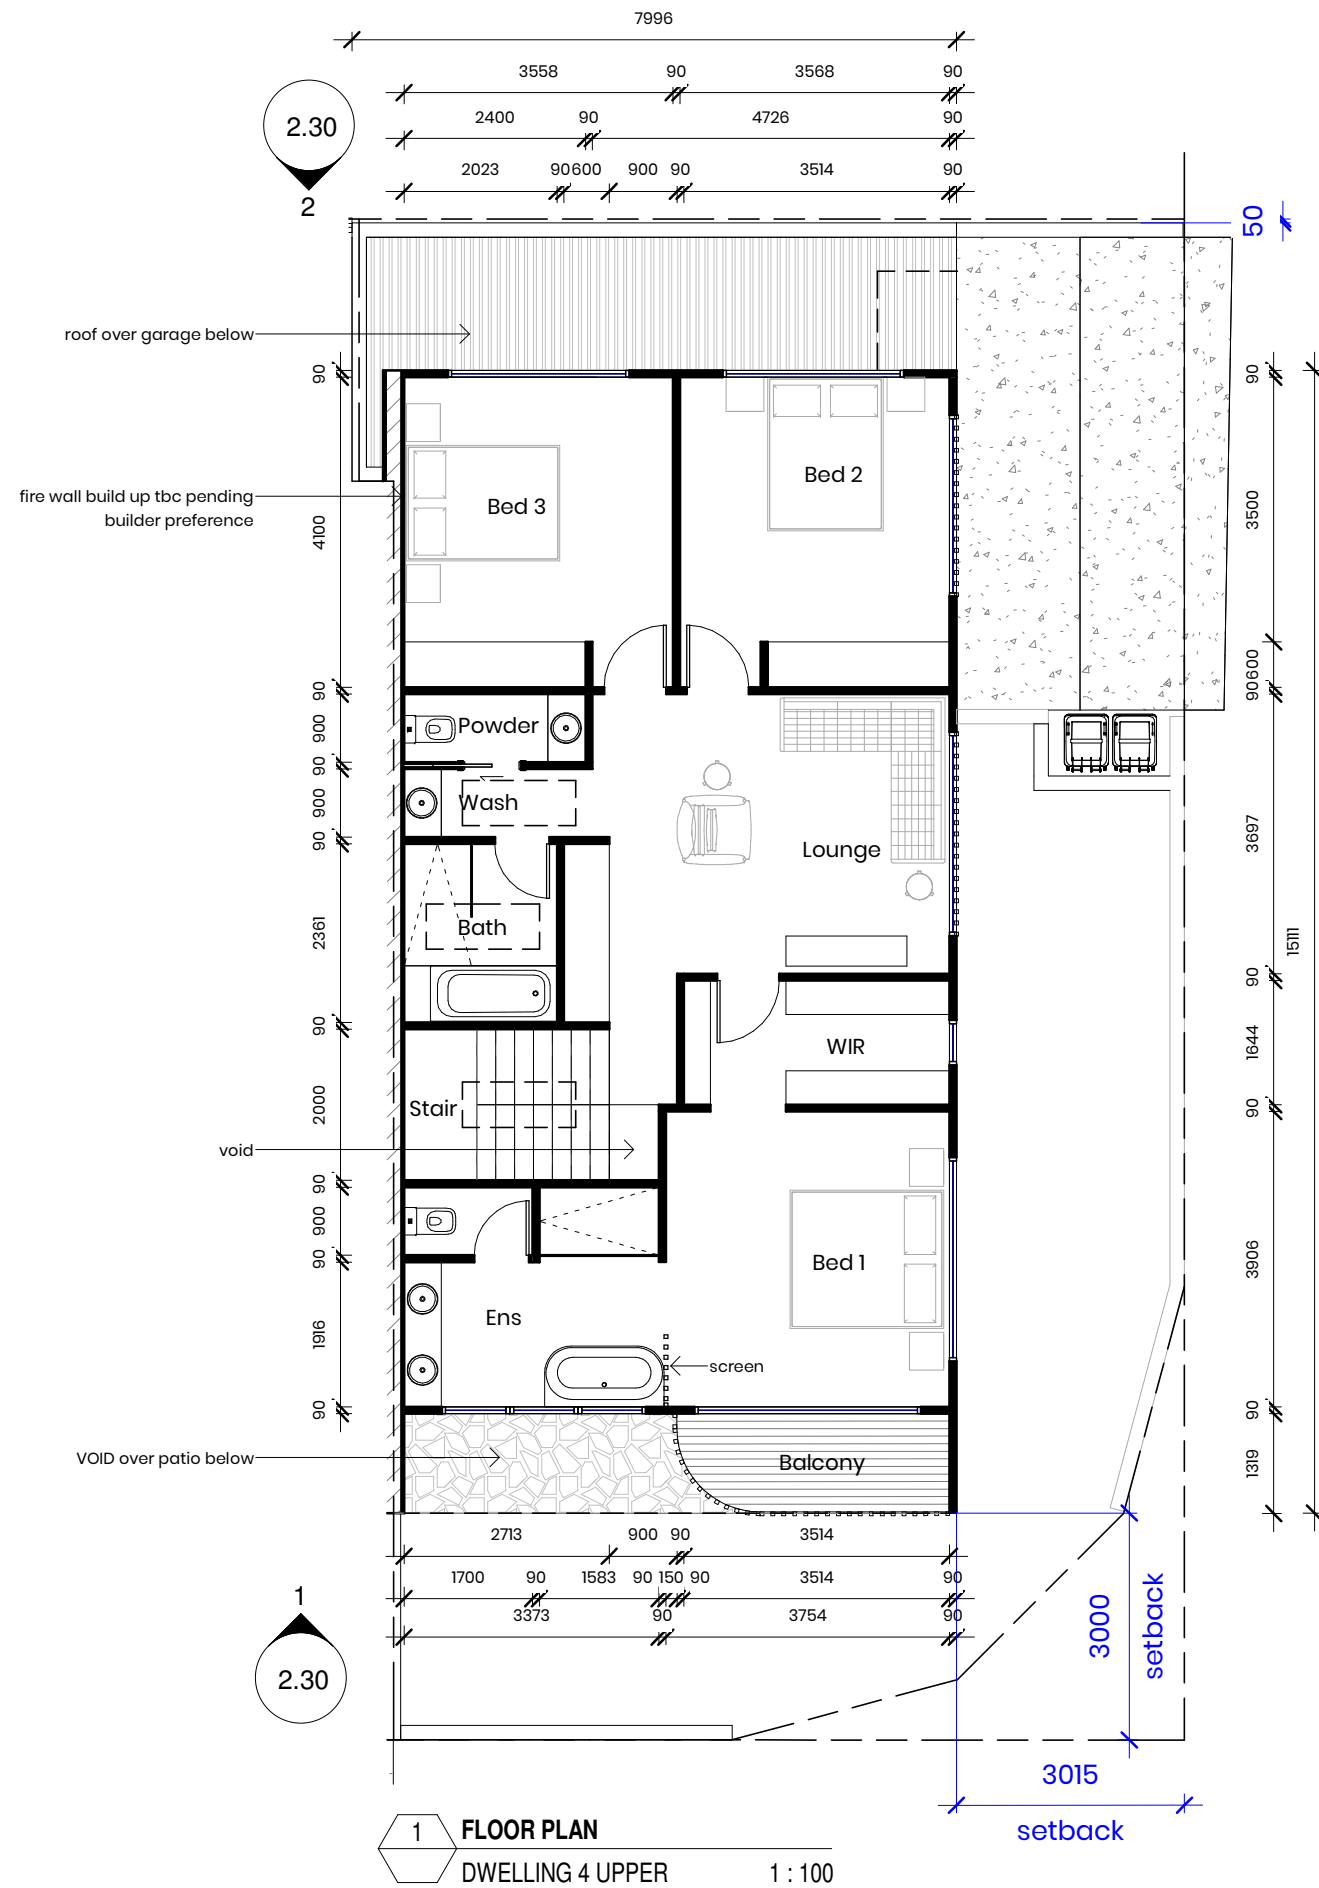 7996
3558 90 3568 90
2400 90 4726 90
2023 90 600 900 90 3514 90
2.30
2
50
roof over garage below
fire wall build up tbc pending
builder preference
90
4100
90
900
90
900
90
2361
90
2000
90
900
90
1916
90
Bed 3
Bed 2
Powder
Wash
Lounge
Bath
WIR
Stair
void
Bed 1
Ens
screen
VOID over patio below
Balcony
90
3500
600
90
3697
90
1644
90
3906
90
1319
15111
2713 900 90 3514
1700 90 1583 90 150 90 3514 90
3373 90 3754 90
1
2.30
3000
setback
3015
setback
1 FLOOR PLAN
DWELLING 4 UPPER 1 : 100